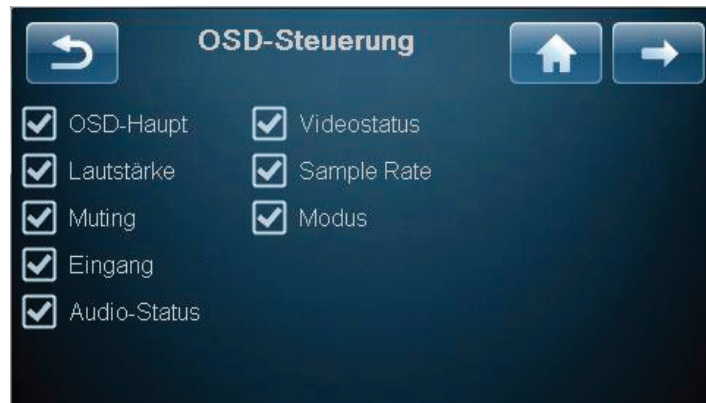 OSD-Steuerung
OSD-Haupt
Lautstärke
Muting
Eingang
Audio-Status
Videostatus
Sample Rate
Modus